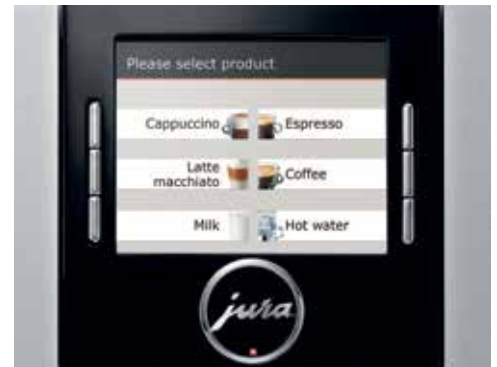 Please select product
Cappuccino
Espresso
Latte
macchiato
Coffee
Milk
Hot water
jura